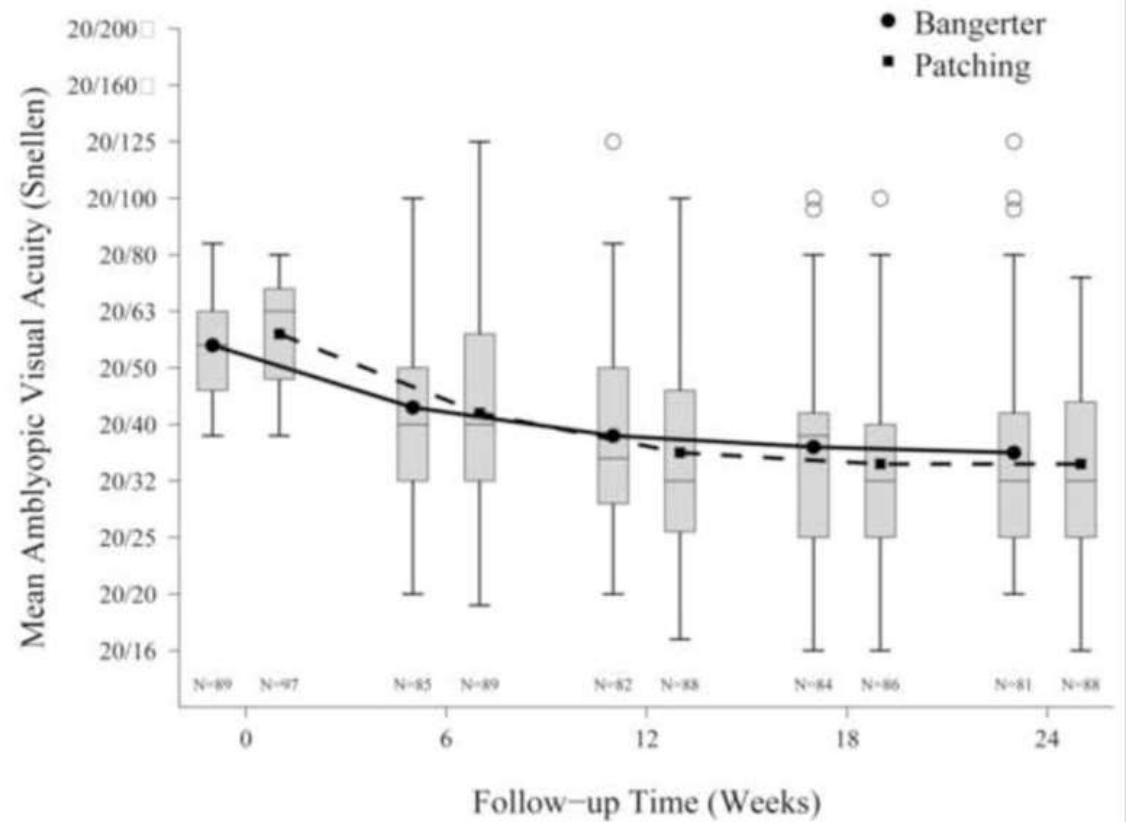 Bangerter
Patching
Mean Amblyopic Visual Acuity (Snellen)
20/200
20/160
20/125
20/100
20/80
20/63
20/50
20/40
20/32
20/25
20/20
20/16
N=89 N=97 N=85 N=89 N=82 N=88 N=84 N=86 N=81 N=88
0 6 12 18 24
Follow-up Time (Weeks)